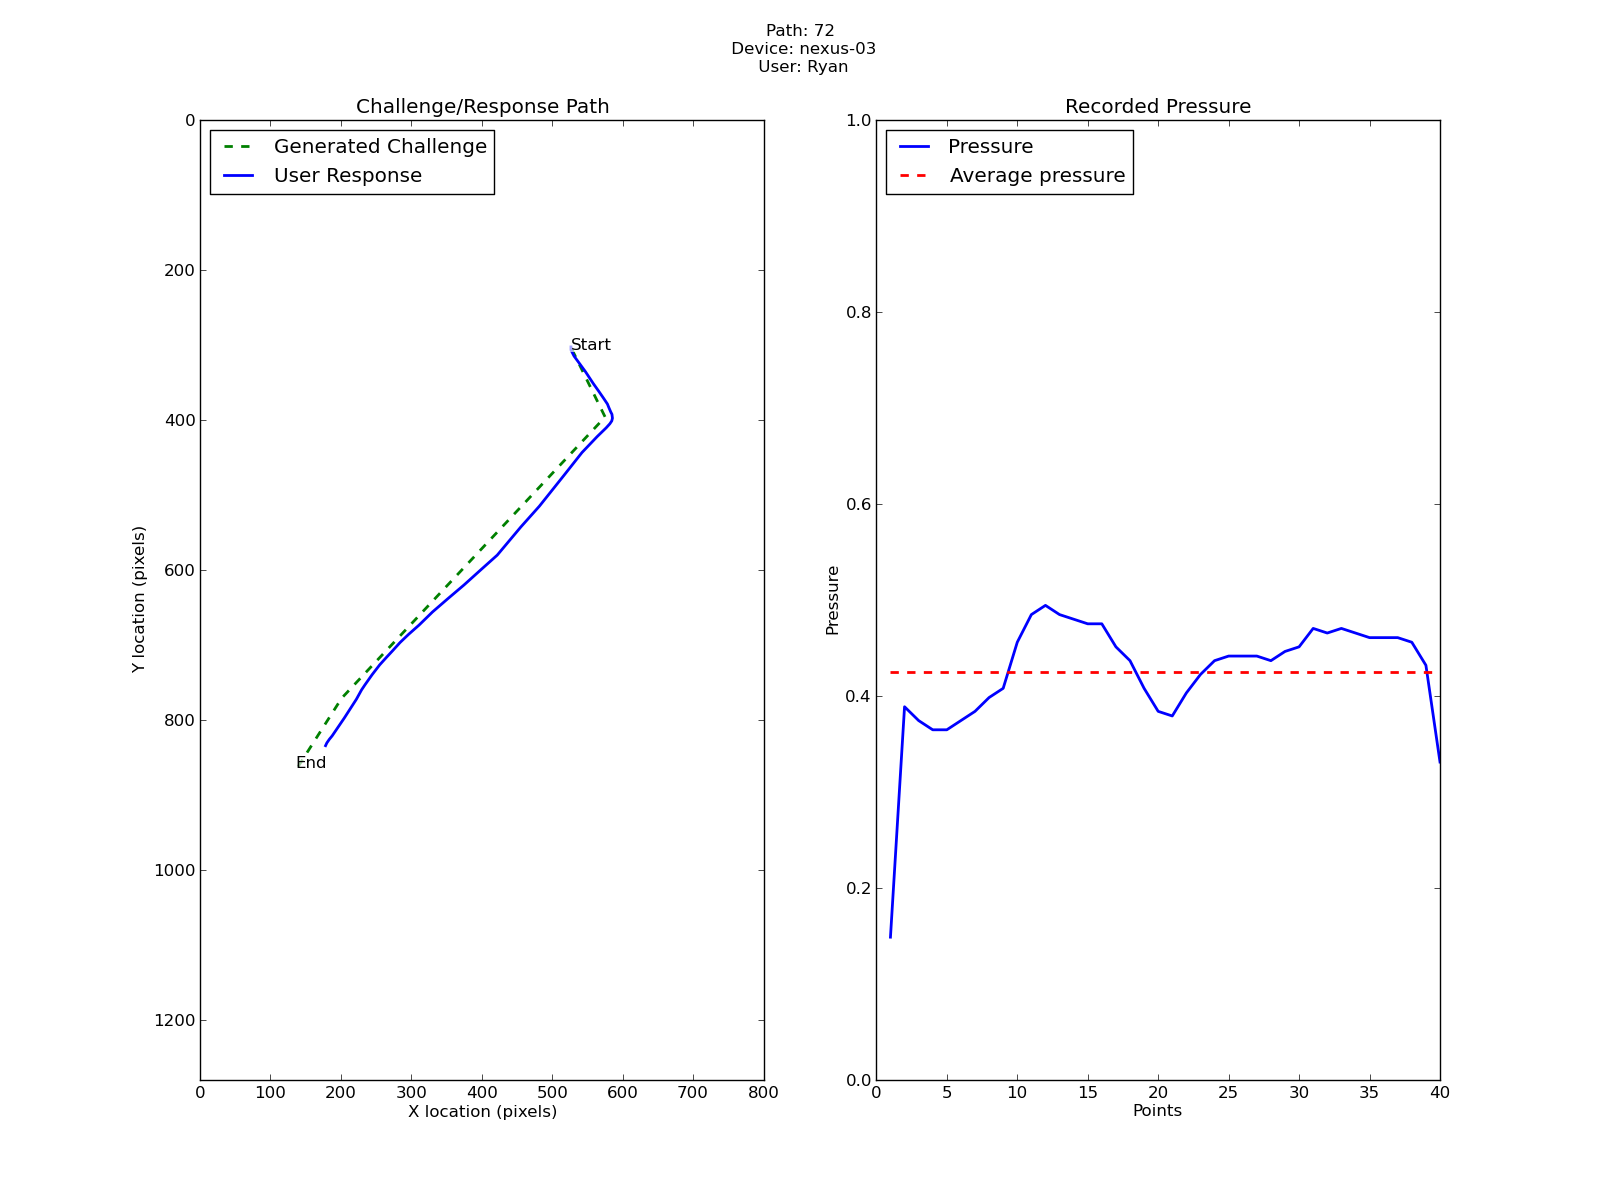 Path: 72
Device: nexus-03
User: Ryan
Challenge/Response Path
Generated Challenge
User Response
0
200
400
600
800
1000
1200
Y location (pixels)
Start
End
0 100 200 300 400 500 600 700 800
X location (pixels)
Recorded Pressure
Pressure
Average pressure
1.0
0.8
0.6
0.4
0.2
0.0
Pressure
0 5 10 15 20 25 30 35 40
Points